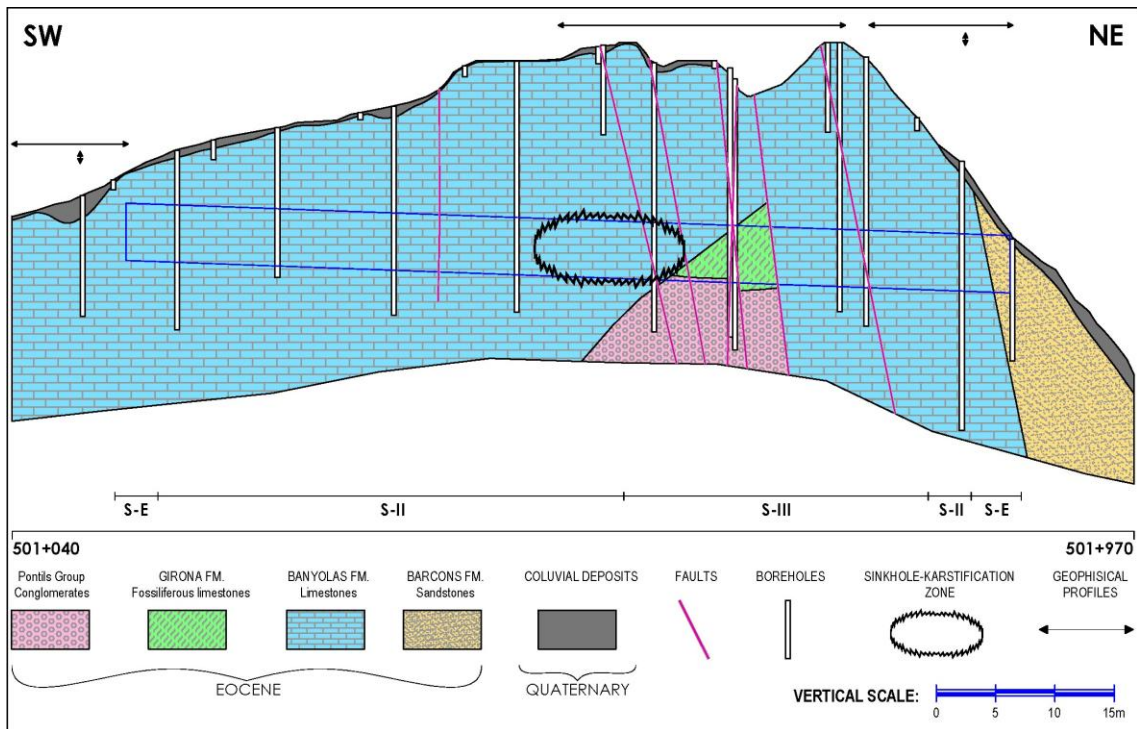 SW
NE
S-E
S-II
S-III
S-II
S-E
501+040
501+970
Pontils Group
Conglomerates
GIRONA FM.
Fossiliferous limestones
BANYOLAS FM.
Limestones
BARCONS FM.
Sandstones
COLUVIAL DEPOSITS
FAULTS
BOREHOLES
SINKHOLE-KARSTIFICATION
ZONE
GEOPHISICAL
PROFILES
EOCENE
QUATERNARY
VERTICAL SCALE:
0 5 10 15m